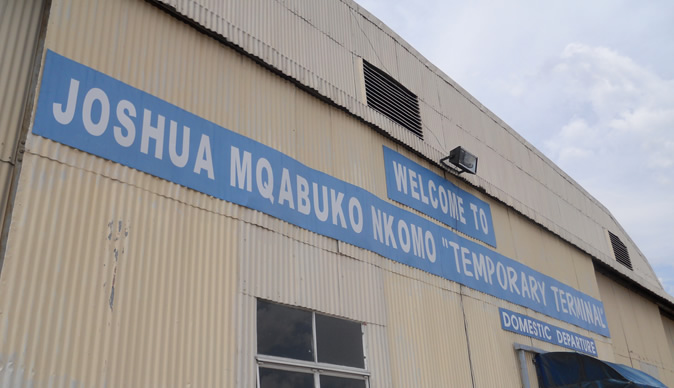 WELCOME TO
JOSHUA MQABUKO NKOMO "TEMPORARY TERMINAL
DOMESTIC DEPARTURE